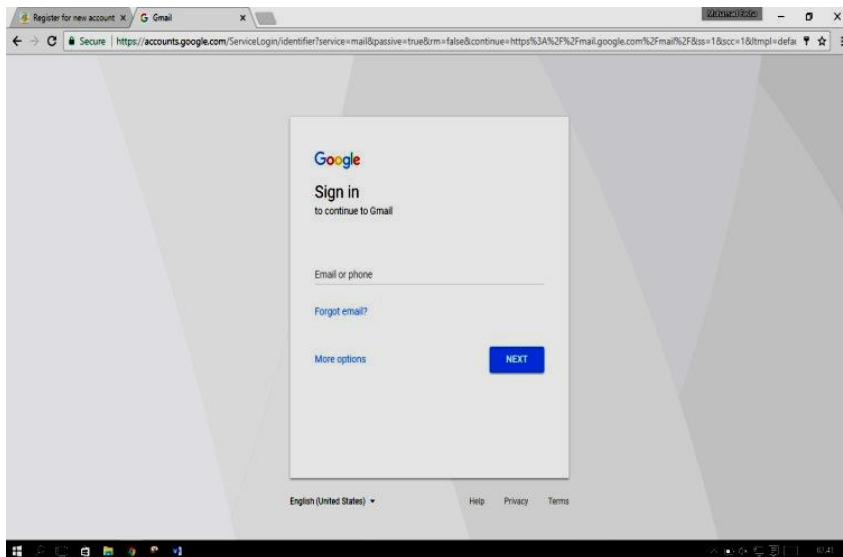 Register for new account
Gmail
Secure https://accounts.google.com/ServiceLogin/identifier?service=mail&passive=true&rm=false&continue=https%3A%2F%2Fmail.google.com%2Fmail%2F&ss=1&scc=1&ltmpl=defau
Google
Sign in
to continue to Gmail
Email or phone
Forgot email?
More options
NEXT
English (United States)
Help Privacy Terms